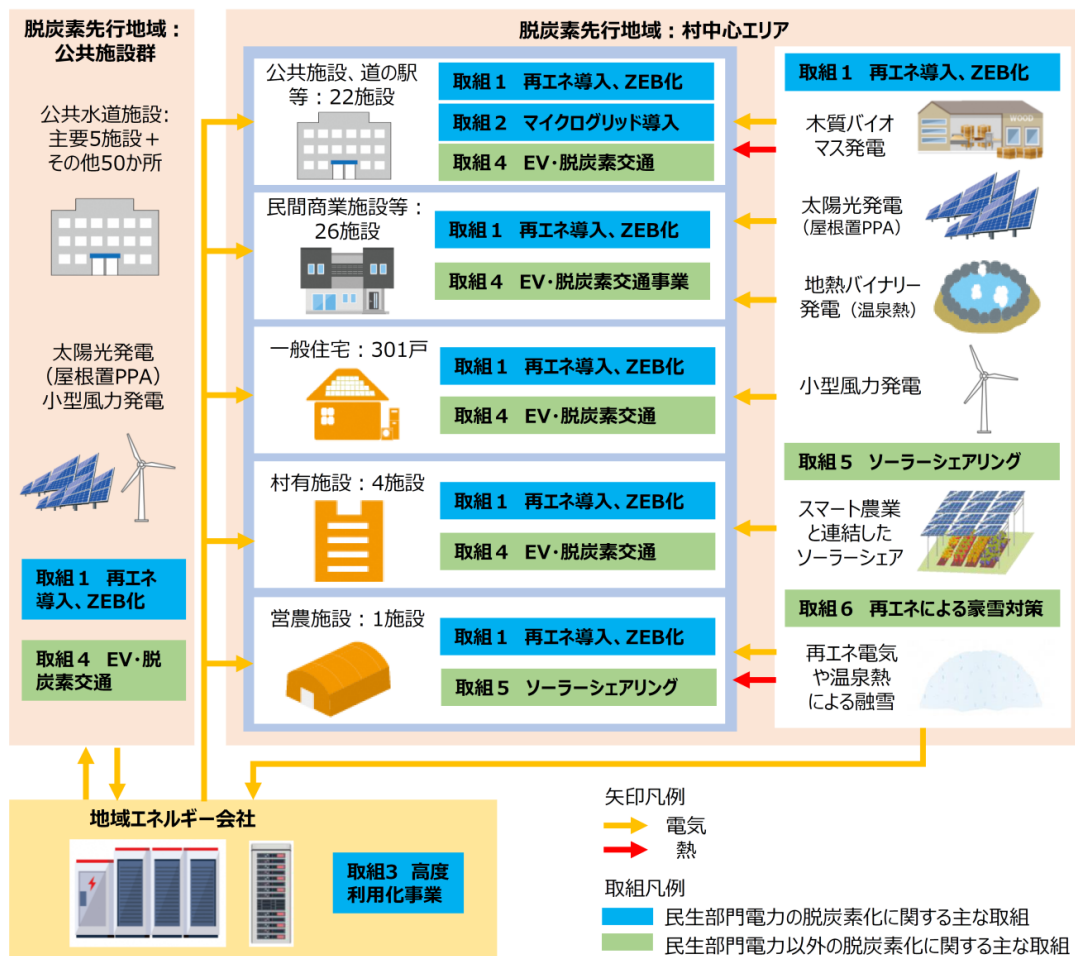 脱炭素先行地域：
公共施設群
公共水道施設:
主要5施設＋
その他50か所
太陽光発電
（屋根置PPA）
小型風力発電
取組１　再エネ
導入、ZEB化
取組４　EV・脱
炭素交通
脱炭素先行地域：村中心エリア
公共施設、道の駅
等：22施設
取組１　再エネ導入、ZEB化
取組２　マイクログリッド導入
取組４　EV・脱炭素交通
民間商業施設等：
26施設
取組１　再エネ導入、ZEB化
取組４　EV・脱炭素交通事業
一般住宅：301戸
取組１　再エネ導入、ZEB化
取組４　EV・脱炭素交通
村有施設：4施設
取組１　再エネ導入、ZEB化
取組４　EV・脱炭素交通
営農施設：1施設
取組１　再エネ導入、ZEB化
取組５　ソーラーシェアリング
取組１　再エネ導入、ZEB化
木質バイオ
マス発電
WOOD
太陽光発電
（屋根置PPA）
地熱バイナリー
発電（温泉熱）
小型風力発電
取組５　ソーラーシェアリング
スマート農業
と連結した
ソーラーシェア
取組６　再エネによる豪雪対策
再エネ電気
や温泉熱
による融雪
地域エネルギー会社
取組3　高度
利用化事業
矢印凡例
電気
熱
取組凡例
民生部門電力の脱炭素化に関する主な取組
民生部門電力以外の脱炭素化に関する主な取組